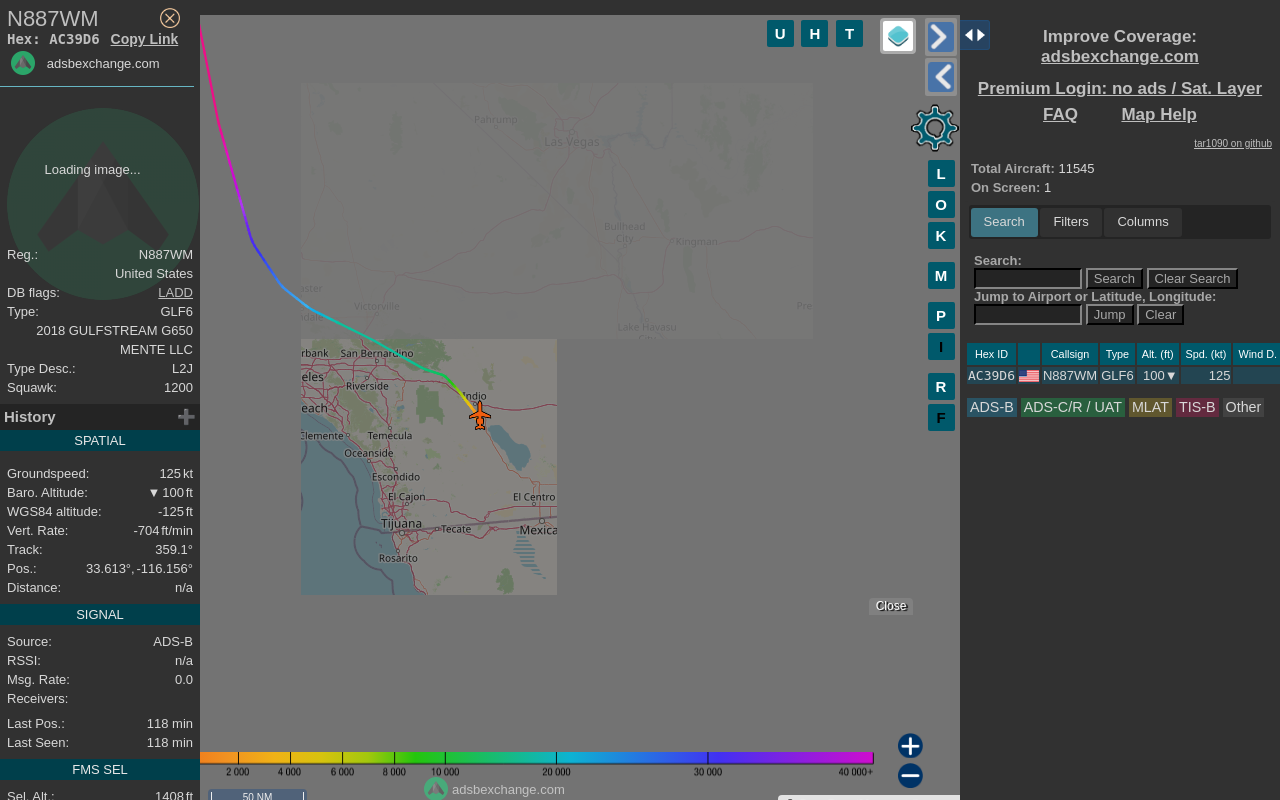 N887WM
Hex: AC39D6 Copy Link
adsbexchange.com
Loading image...
Reg.: N887WM
United States
DB flags: LADD
Type: GLF6
2018 GULFSTREAM G650
MENTE LLC
Type Desc.: L2J
Squawk: 1200
History
SPATIAL
Groundspeed: 125 kt
Baro. Altitude: ▼ 100 ft
WGS84 altitude: -125 ft
Vert. Rate: -704 ft/min
Track: 359.1°
Pos.: 33.613°, -116.156°
Distance: n/a
SIGNAL
Source: ADS-B
RSSI: n/a
Msg. Rate: 0.0
Receivers:
Last Pos.: 118 min
Last Seen: 118 min
FMS SEL
Sel. Alt.: 1408 ft
U H T
L
O
K
M
P
I
R
F
Pahrump
Las Vegas
Bullhead
City
Kingman
aster
dale
Victorville
Pre
Lake Havasu
City
rbank
San Bernardino
eles
Riverside
Indio
each
Clemente
Temecula
Oceanside
Escondido
El Cajon
El Centro
Tijuana
Tecate
Mexica
Rosarito
Close
2 000 4 000 6 000 8 000 10 000 20 000 30 000 40 000+
50 NM
adsbexchange.com
Improve Coverage:
adsbexchange.com
Premium Login: no ads / Sat. Layer
FAQ Map Help
tar1090 on github
Total Aircraft: 11545
On Screen: 1
Search Filters Columns
Search:
Search Clear Search
Jump to Airport or Latitude, Longitude:
Jump Clear
Hex ID Callsign Type Alt. (ft) Spd. (kt) Wind D.
AC39D6 N887WM GLF6 100▼ 125
ADS-B ADS-C/R / UAT MLAT TIS-B Other